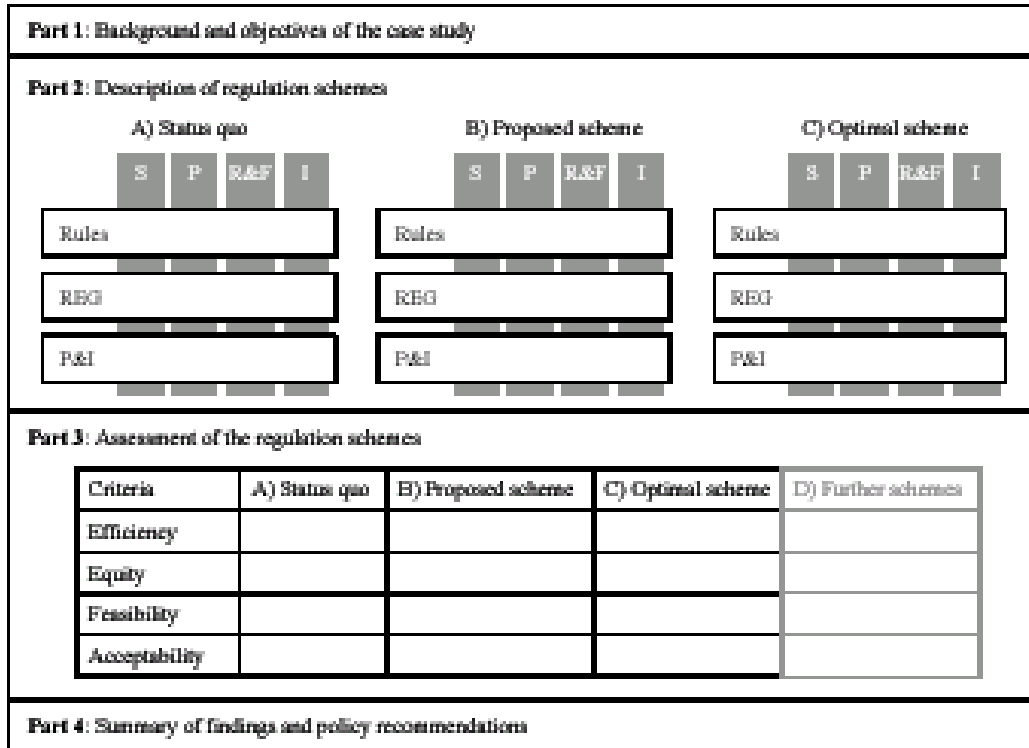 Part 1: Background and objectives of the case study
Part 2: Description of regulation schemes
A) Status quo B) Proposed scheme C) Optimal scheme
S P R&F I S P R&F I S P R&F I
Rules Rules Rules
REG REG REG
P&I P&I P&I
Part 3: Assessment of the regulation schemes
Criteria A) Status quo B) Proposed scheme C) Optimal scheme D) Further schemes
Efficiency
Equity
Feasibility
Acceptability
Part 4: Summary of findings and policy recommendations